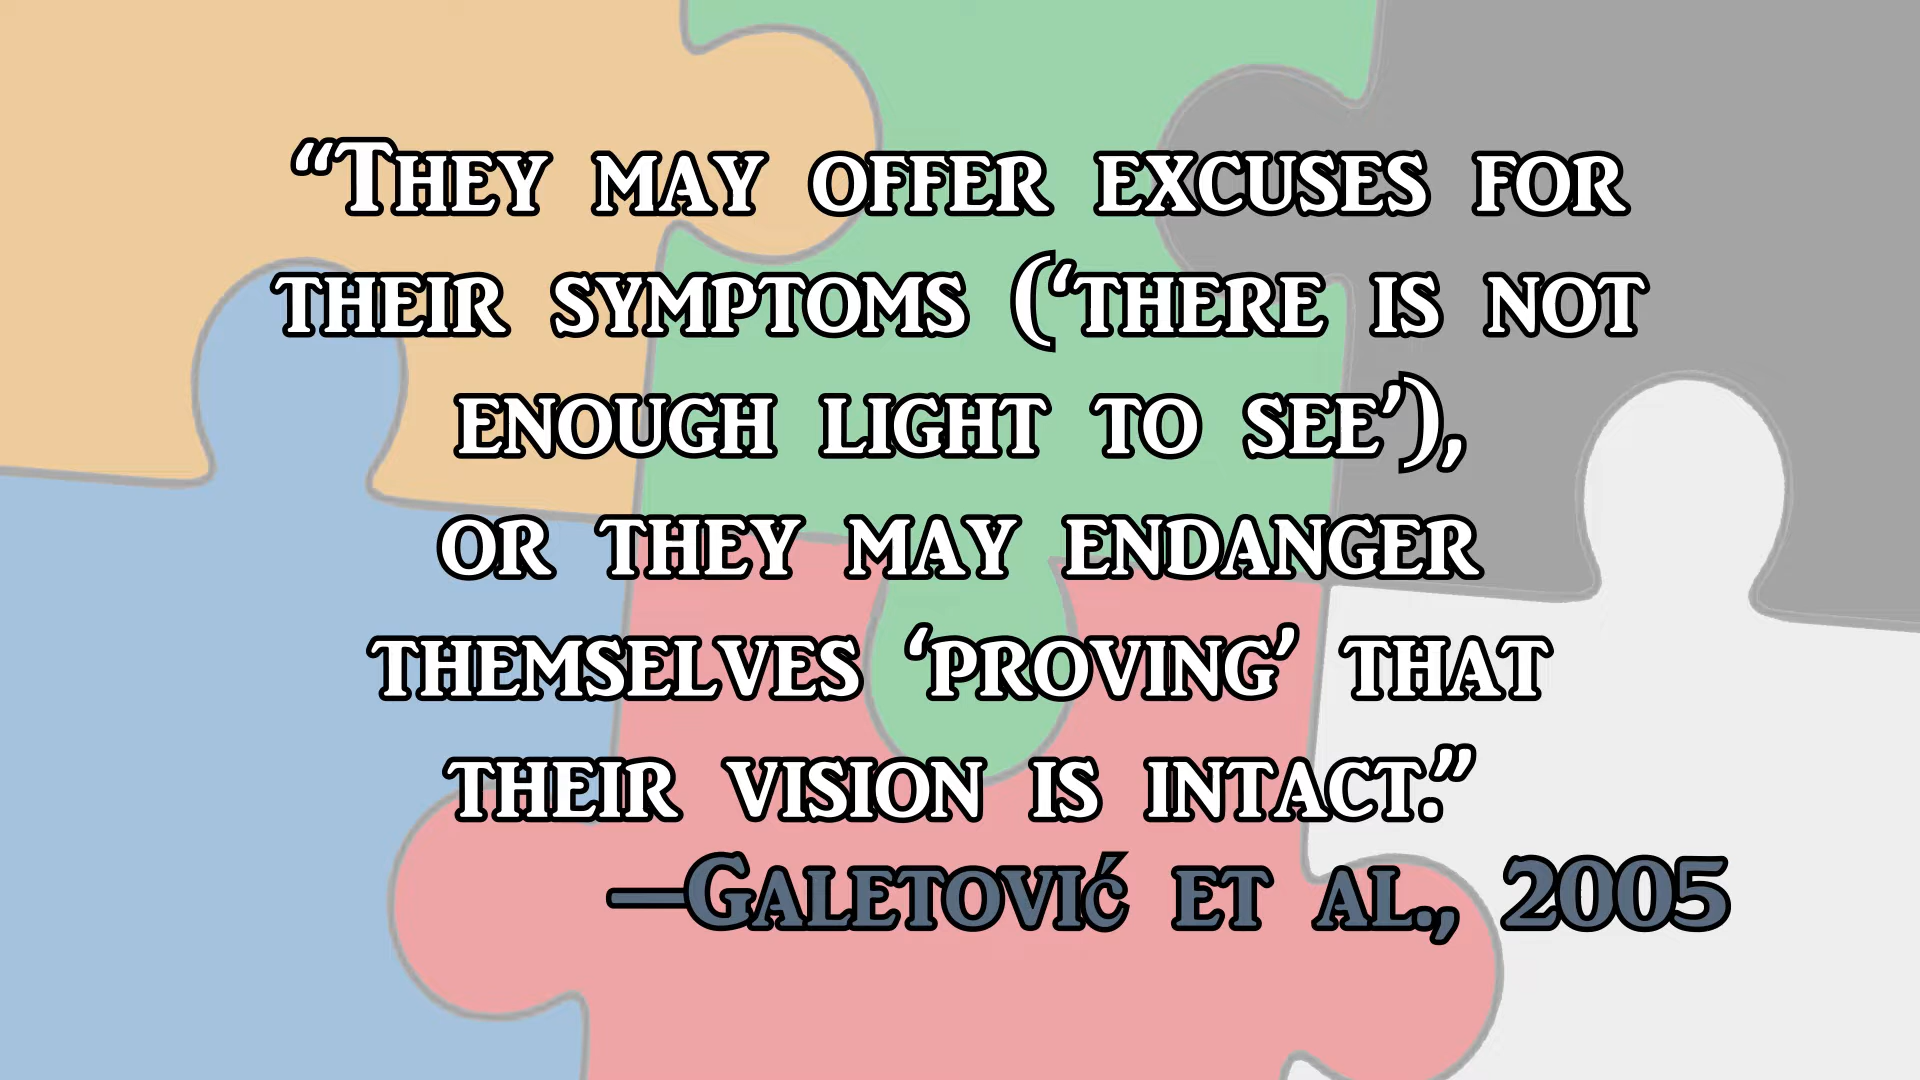 “They may offer excuses for
their symptoms (‘there is not
enough light to see’),
or they may endanger
themselves ‘proving’ that
their vision is intact.”
—Galetović et al., 2005